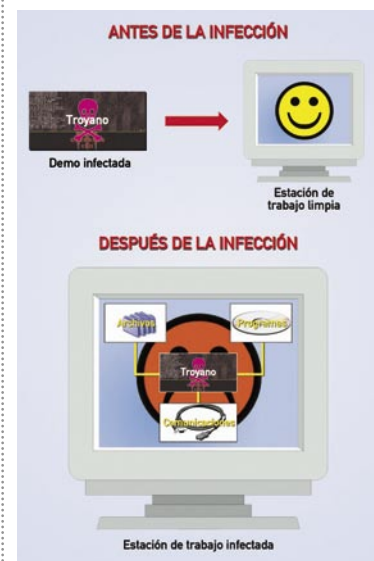 ANTES DE LA INFECCIÓN
Troyano
Demo infectada
Estación de
trabajo limpia
DESPUÉS DE LA INFECCIÓN
Archivos
Programas
Troyano
Comunicaciones
Estación de trabajo infectada